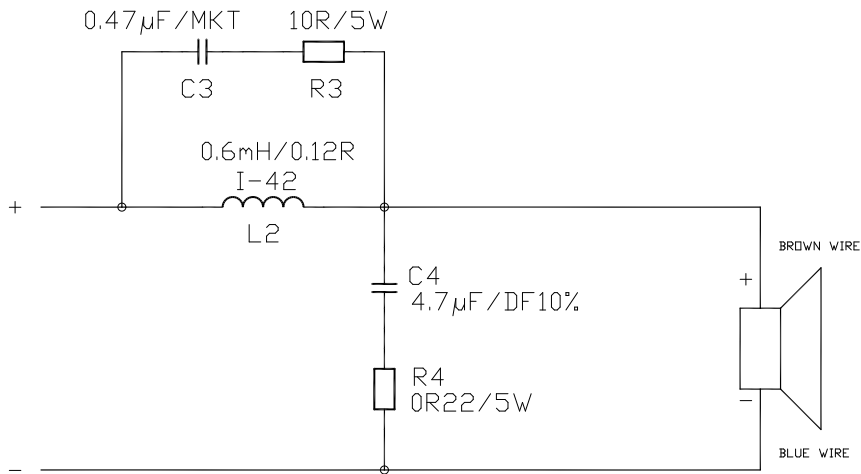 0.47µF/MKT 10R/5W
C3 R3
0.6mH/0.12R
I-42
+
L2
BROWN WIRE
C4
+
4.7µF/DF10%
R4
0R22/5W
-
BLUE WIRE
-